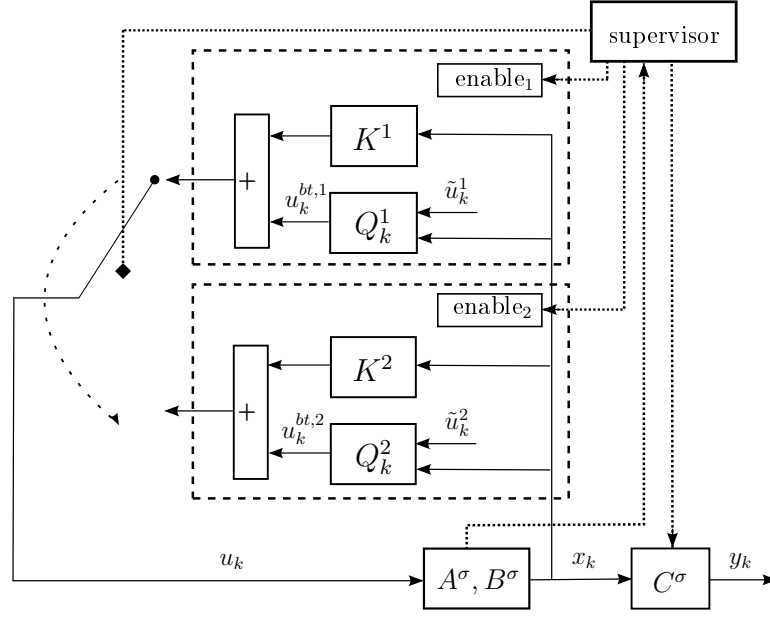 supervisor
enable₁
K¹
+
u_k^{bt,1}
ũ_k^1
Q_k^1
enable₂
K²
+
u_k^{bt,2}
ũ_k^2
Q_k^2
u_k
A^σ, B^σ
x_k
C^σ
y_k